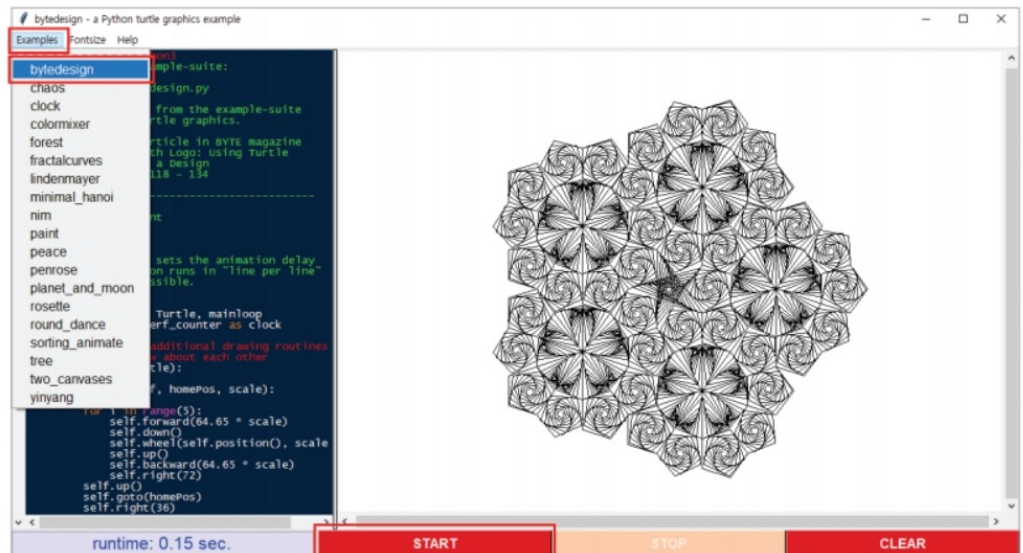 bytedesign - a Python turtle graphics example
Examples Fontsize Help
bytedesign
chaos
clock
colormixer
forest
fractalcurves
lindenmayer
minimal_hanoi
nim
paint
peace
penrose
planet_and_moon
rosette
round_dance
sorting_animate
tree
two_canvases
yinyang
ample-suite:
design.py
from the example-suite
rtle graphics.
rticle in BYTE magazine
th Logo: Using Turtle
a Design
118 - 134
----------------------------
nt
sets the animation delay
on runs in "line per line"
ssible.
Turtle, mainloop
erf_counter as clock
additional drawing routines
w about each other
tle):
f, homePos, scale):
for i in range(5):
self.forward(64.65 * scale)
self.down()
self.wheel(self.position(), scale
self.up()
self.backward(64.65 * scale)
self.right(72)
self.up()
self.goto(homePos)
self.right(36)
runtime: 0.15 sec. START STOP CLEAR